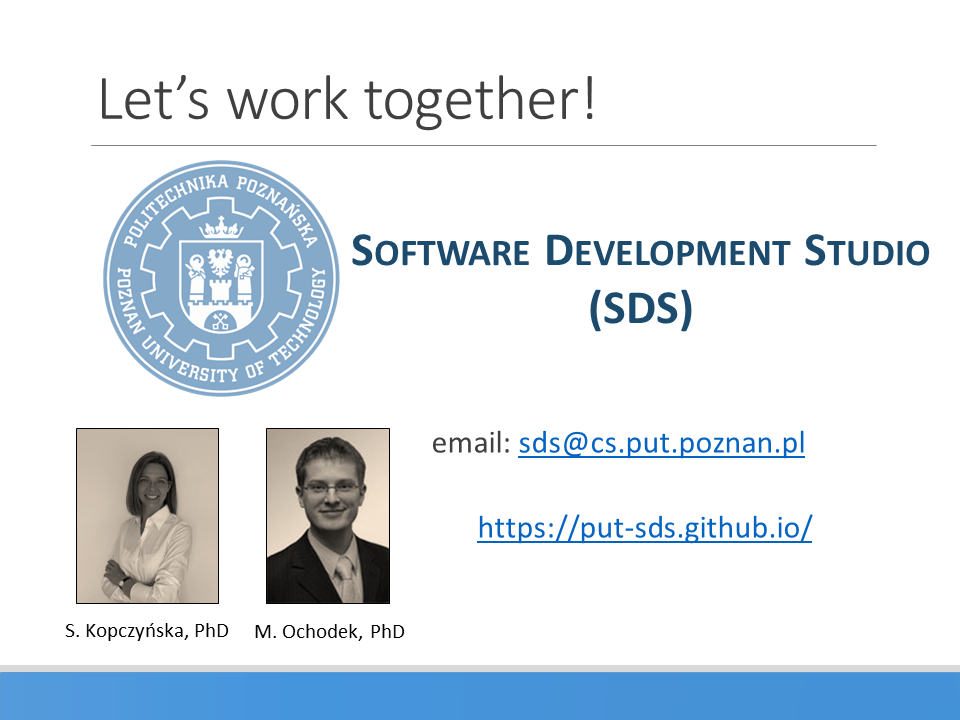 Let's work together!
POLITECHNIKA POZNAŃSKA
POZNAN UNIVERSITY OF TECHNOLOGY
SOFTWARE DEVELOPMENT STUDIO
(SDS)
email: sds@cs.put.poznan.pl
https://put-sds.github.io/
S. Kopczyńska, PhD
M. Ochodek, PhD